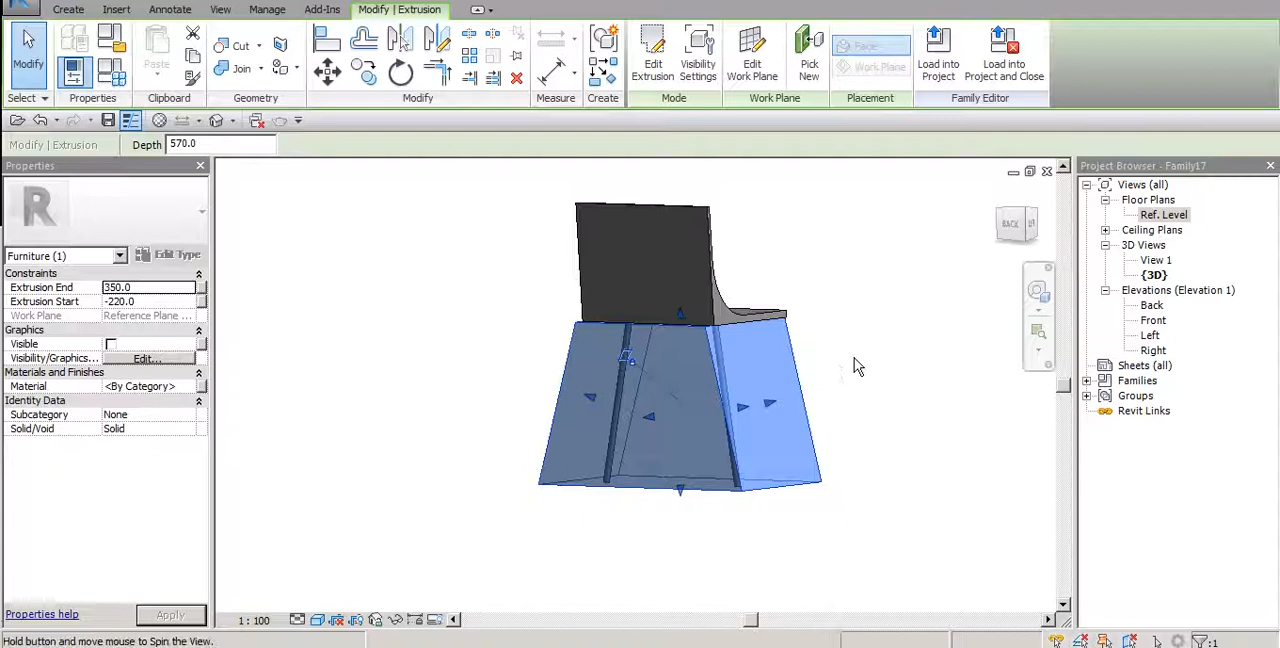 Create Insert Annotate View Manage Add-Ins Modify | Extrusion
Modify Paste Cut Join Edit Extrusion Visibility Settings Edit Work Plane Pick New Face Work Plane Load into Project Load into Project and Close
Select Properties Clipboard Geometry Modify Measure Create Mode Work Plane Placement Family Editor
Modify | Extrusion Depth 570.0
Properties
R
Furniture (1) Edit Type
Constraints
Extrusion End 350.0
Extrusion Start -220.0
Work Plane Reference Plane ...
Graphics
Visible
Visibility/Graphics... Edit...
Materials and Finishes
Material <By Category>
Identity Data
Subcategory None
Solid/Void Solid
Properties help Apply
BACK
Project Browser - Family17
Views (all)
Floor Plans
Ref. Level
Ceiling Plans
3D Views
View 1
{3D}
Elevations (Elevation 1)
Back
Front
Left
Right
Sheets (all)
Families
Groups
Revit Links
1 : 100
Hold button and move mouse to Spin the View.
:1